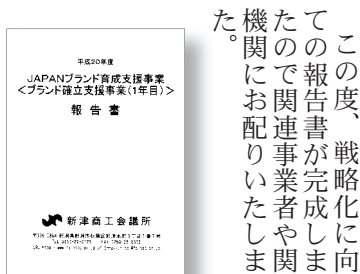 この度、戦略化に向
ての報告書が完成しま
たので関連事業者や関
機関にお配りいたしま
た。
平成20年度
JAPANブランド育成支援事業
＜ブランド確立支援事業(1年目)＞
報告書
新津商工会議所